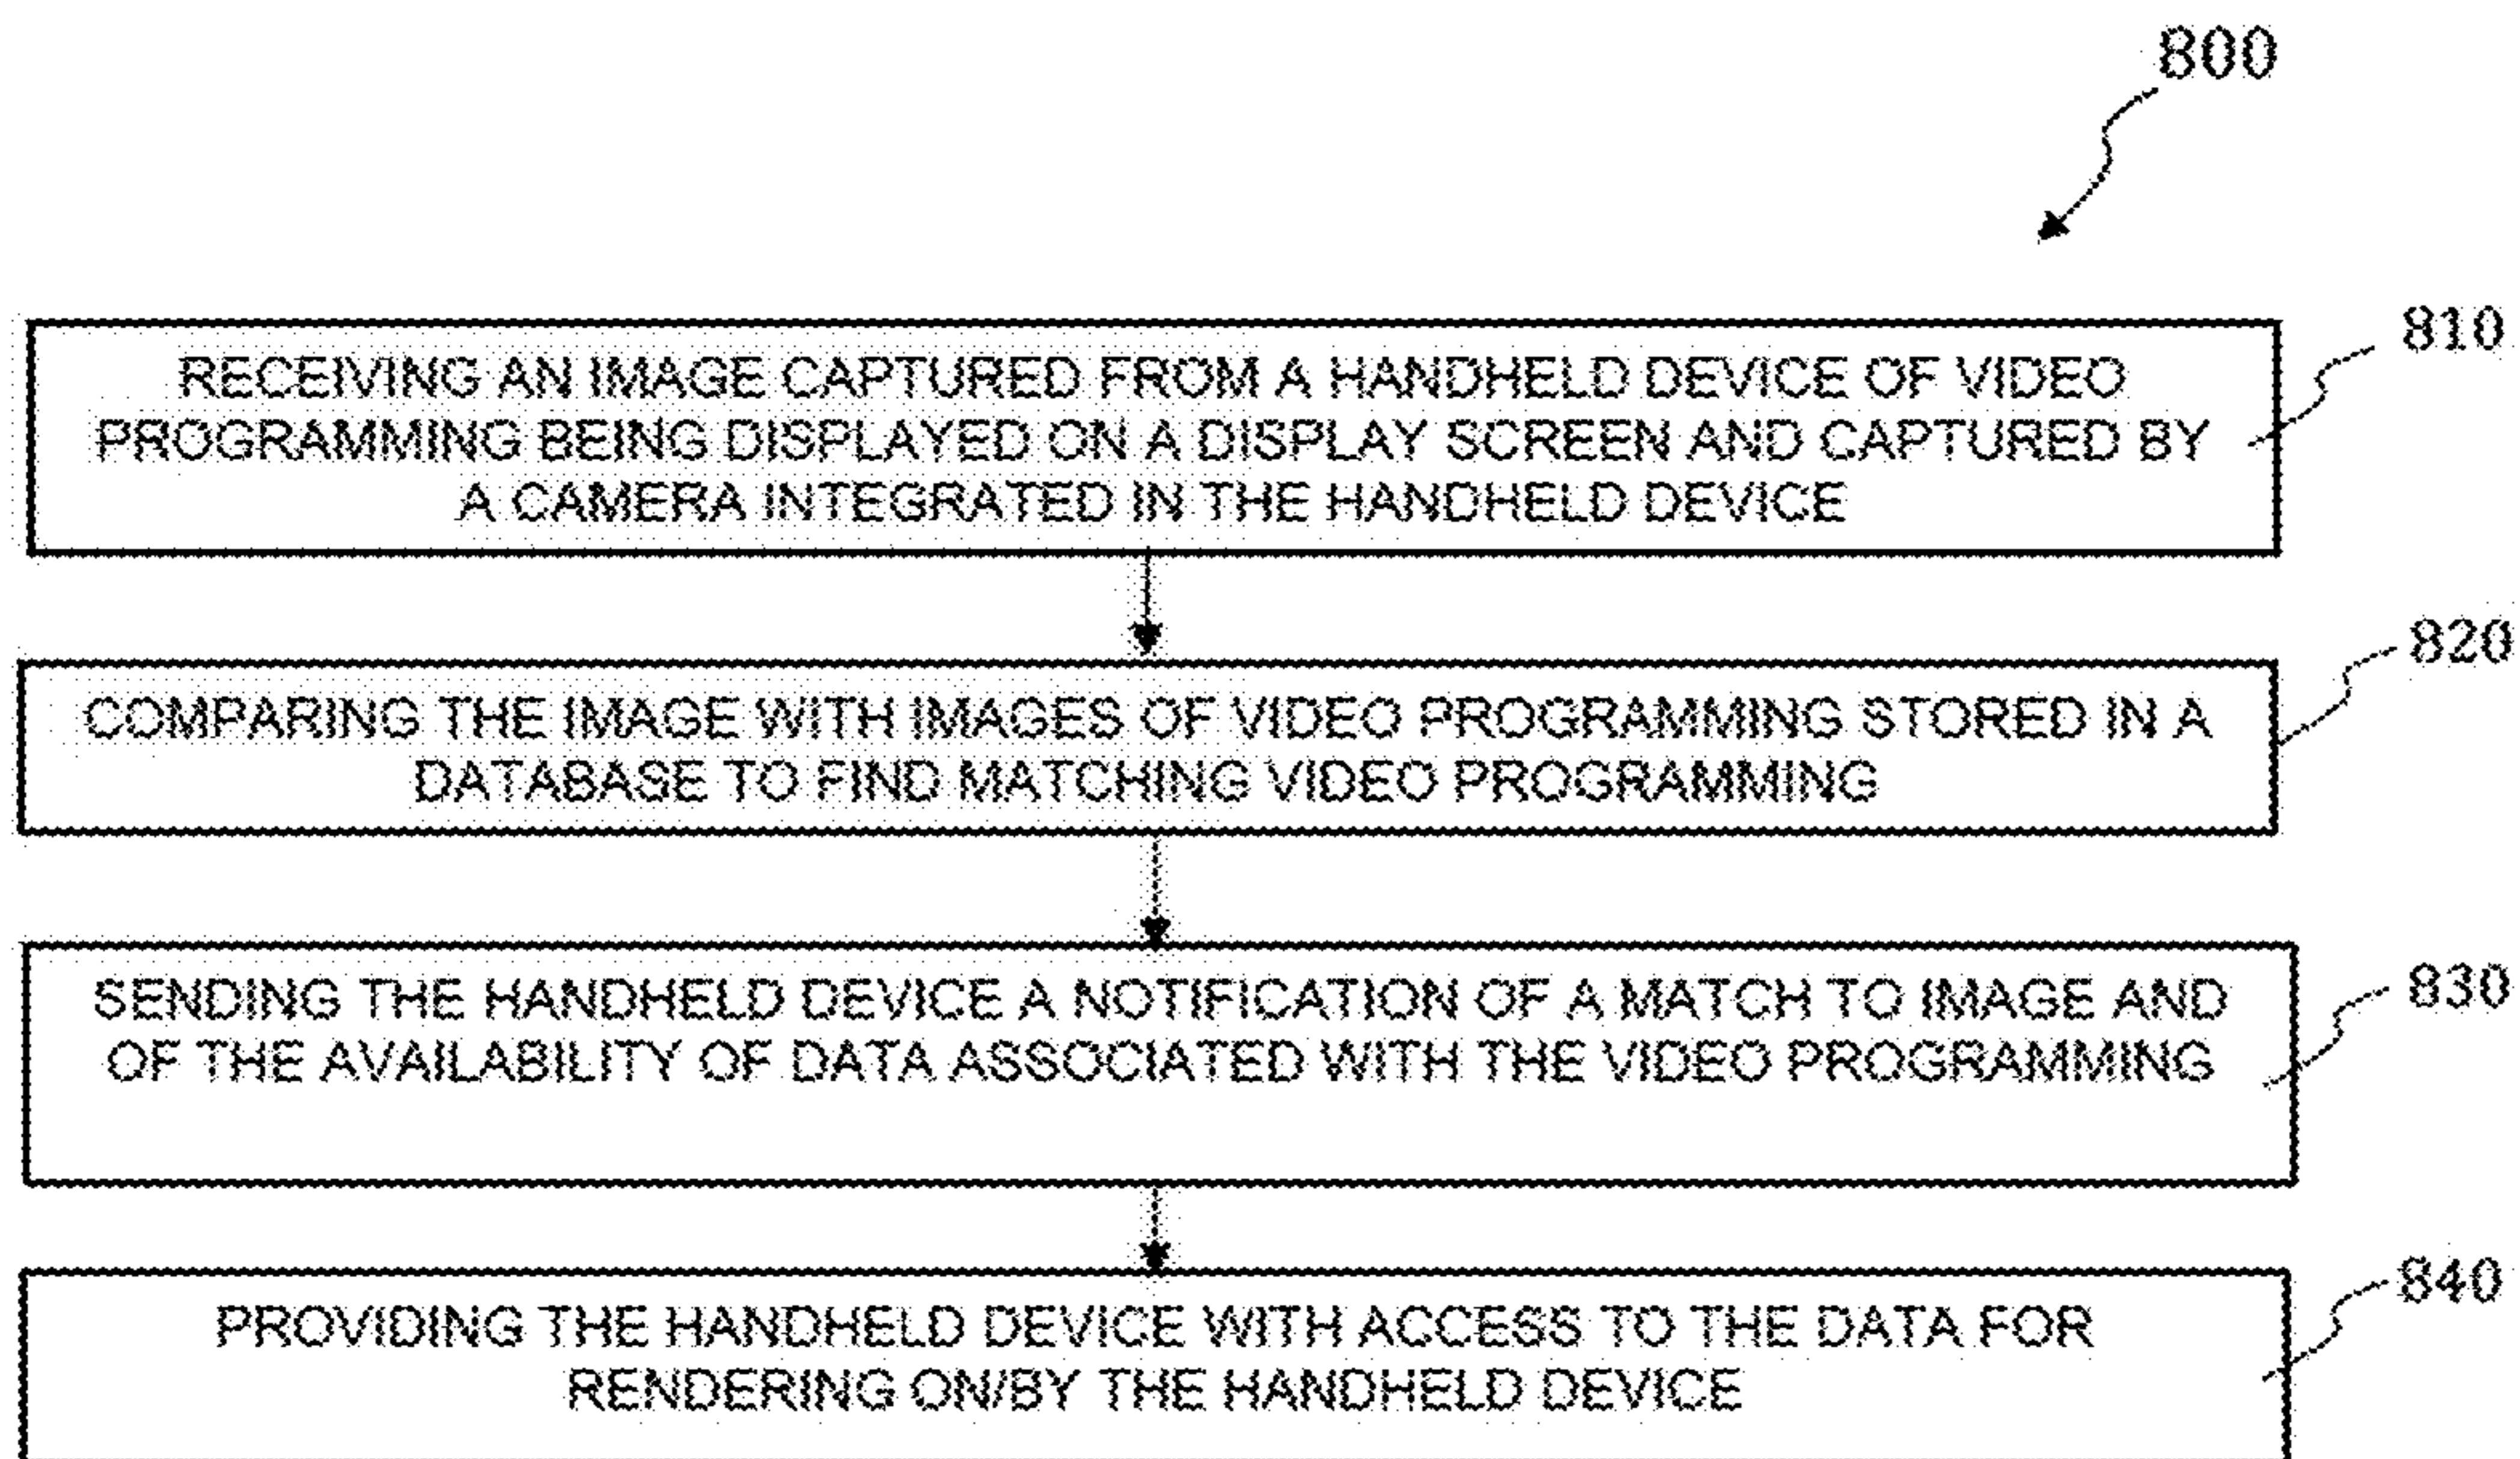 800
810
RECEIVING AN IMAGE CAPTURED FROM A HANDHELD DEVICE OF VIDEO
PROGRAMMING BEING DISPLAYED ON A DISPLAY SCREEN AND CAPTURED BY
A CAMERA INTEGRATED IN THE HANDHELD DEVICE
820
COMPARING THE IMAGE WITH IMAGES OF VIDEO PROGRAMMING STORED IN A
DATABASE TO FIND MATCHING VIDEO PROGRAMMING
830
SENDING THE HANDHELD DEVICE A NOTIFICATION OF A MATCH TO IMAGE AND
OF THE AVAILABILITY OF DATA ASSOCIATED WITH THE VIDEO PROGRAMMING
840
PROVIDING THE HANDHELD DEVICE WITH ACCESS TO THE DATA FOR
RENDERING ON/BY THE HANDHELD DEVICE